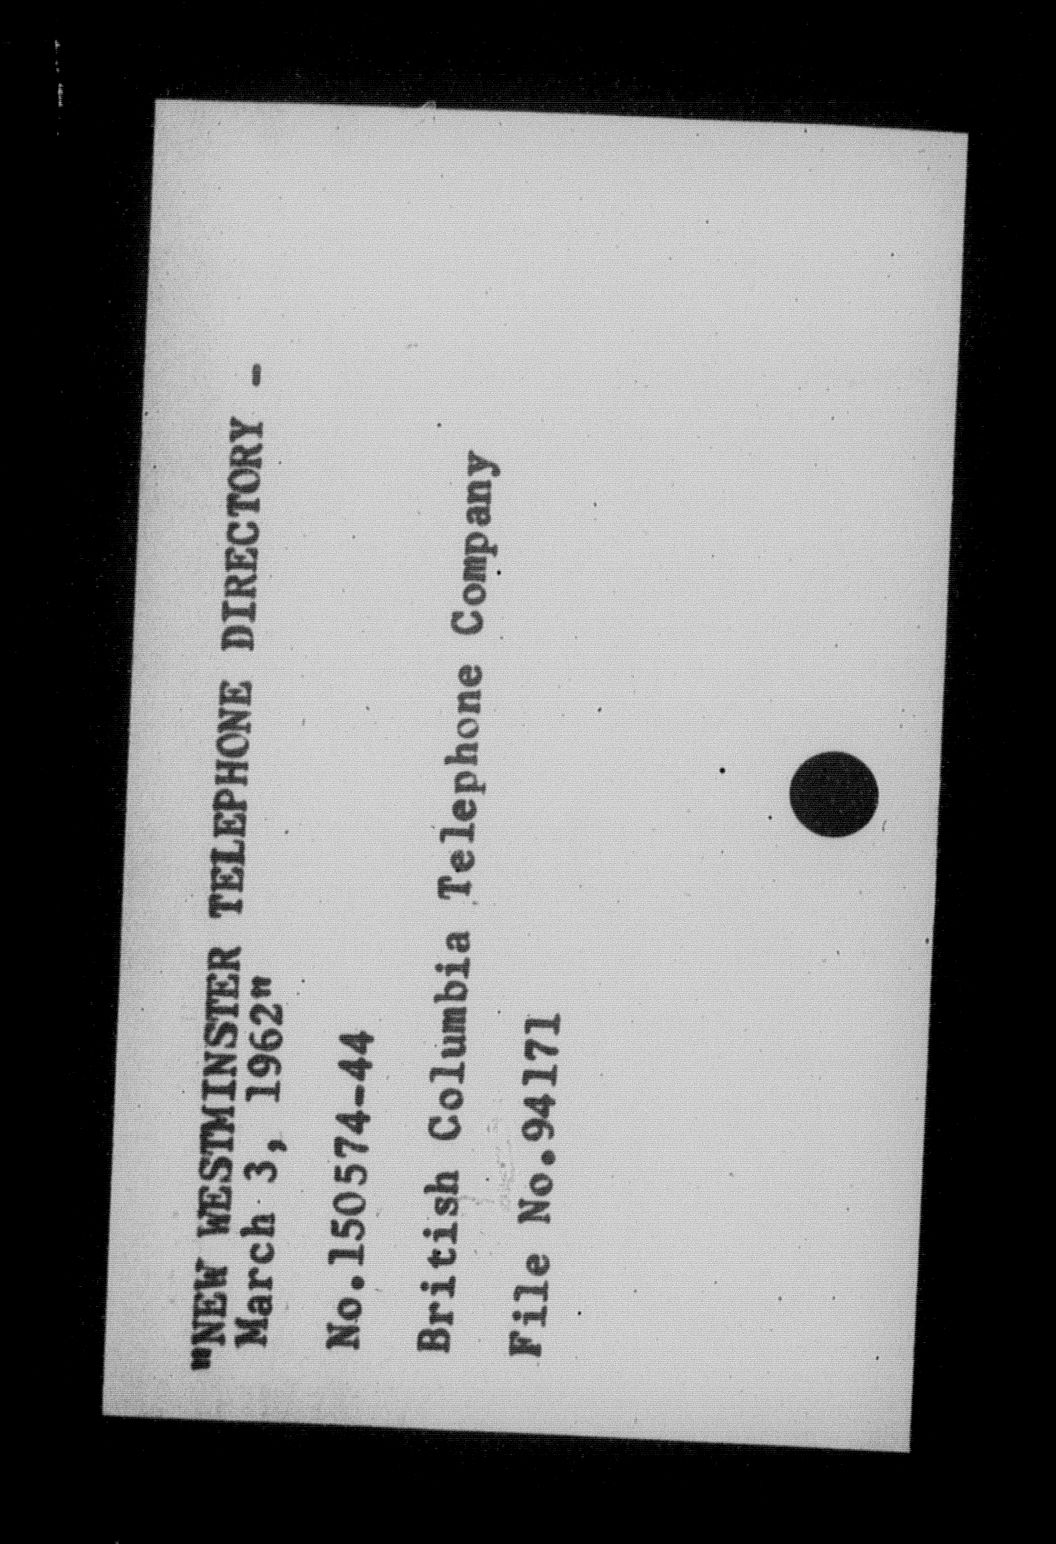 "NEW WESTMINSTER TELEPHONE DIRECTORY -
March 3, 1962"
No.150574-44
British Columbia Telephone Company
File No.94171